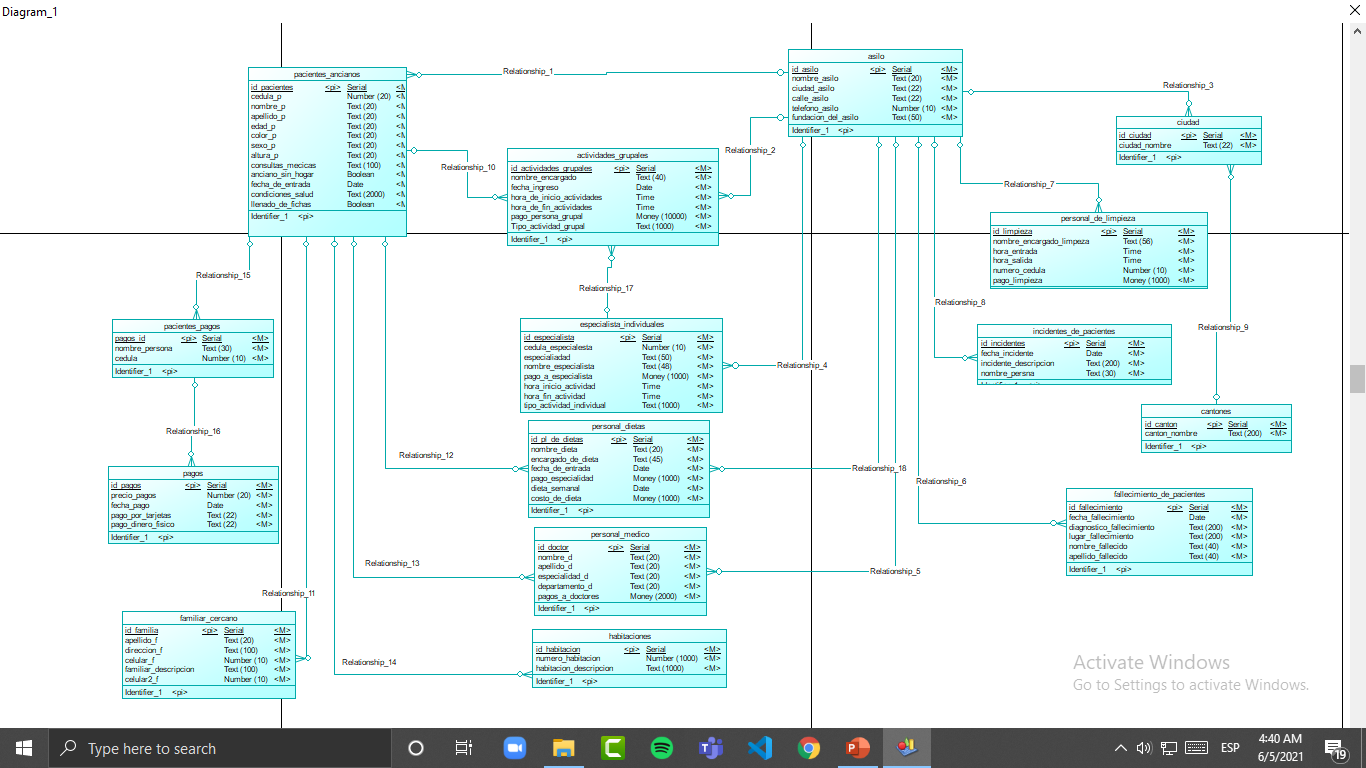 Diagram_1
pacientes_ancianos
id_pacientes <pi> Serial <M
cedula_p Number (20) <M
nombre_p Text (20) <M
apellido_p Text (20) <M
edad_p Text (20) <M
color_p Text (20) <M
sexo_p Text (20) <M
altura_p Text (20) <M
consultas_mecicas Text (100) <M
anciano_sin_hogar Boolean <M
fecha_de_entrada Date <M
condiciones_salud Text (2000) <M
llenado_de_fichas Boolean <M
Identifier_1 <pi>
Relationship_1
asilo
id_asilo <pi> Serial <M>
nombre_asilo Text (20) <M>
ciudad_asilo Text (22) <M>
calle_asilo Text (22) <M>
telefono_asilo Number (10) <M>
fundacion_del_asilo Text (50) <M>
Identifier_1 <pi>
Relationship_3
ciudad
id_ciudad <pi> Serial <M>
ciudad_nombre Text (22) <M>
Identifier_1 <pi>
Relationship_10
Relationship_2
actividades_grupales
id_actividades_grupales <pi> Serial <M>
nombre_encargado Text (40) <M>
fecha_ingreso Date <M>
hora_de_inicio_actividades Time <M>
hora_de_fin_actividades Time <M>
pago_persona_grupal Money (10000) <M>
Tipo_actividad_grupal Text (1000) <M>
Identifier_1 <pi>
Relationship_7
personal_de_limpieza
id_limpieza <pi> Serial <M>
nombre_encargado_limpeza Text (56) <M>
hora_entrada Time <M>
hora_salida Time <M>
numero_cedula Number (10) <M>
pago_limpieza Money (1000) <M>
Relationship_15
Relationship_17
Relationship_8
Relationship_9
pacientes_pagos
pagos_id <pi> Serial <M>
nombre_persona Text (30) <M>
cedula Number (10) <M>
Identifier_1 <pi>
especialista_individuales
id_especialista <pi> Serial <M>
cedula_especialesta Number (10) <M>
especialiadad Text (50) <M>
nombre_especialista Text (48) <M>
pago_a_especialista Money (1000) <M>
hora_inicio_actividad Time <M>
hora_fin_actividad Time <M>
tipo_actividad_individual Text (1000) <M>
Relationship_4
incidentes_de_pacientes
id_incidentes <pi> Serial <M>
fecha_incidente Date <M>
incidente_descripcion Text (200) <M>
nombre_persna Text (30) <M>
cantones
id_canton <pi> Serial <M>
canton_nombre Text (200) <M>
Identifier_1 <pi>
Relationship_16
Relationship_12
personal_dietas
id_pl_de_dietas <pi> Serial <M>
nombre_dieta Text (20) <M>
encargado_de_dieta Text (45) <M>
fecha_de_entrada Date <M>
pago_especialidad Money (1000) <M>
dieta_semanal Date <M>
costo_de_dieta Money (1000) <M>
Identifier_1 <pi>
Relationship_18
Relationship_6
pagos
id_pagos <pi> Serial <M>
precio_pagos Number (20) <M>
fecha_pago Date <M>
pago_por_tarjetas Text (22) <M>
pago_dinero_fisico Text (22) <M>
Identifier_1 <pi>
fallecimiento_de_pacientes
id_fallecimiento <pi> Serial <M>
fecha_fallecimiento Date <M>
diagnostico_fallecimiento Text (200) <M>
lugar_fallecimiento Text (200) <M>
nombre_fallecido Text (40) <M>
apellido_fallecido Text (40) <M>
Identifier_1 <pi>
Relationship_13
personal_medico
id_doctor <pi> Serial <M>
nombre_d Text (20) <M>
apellido_d Text (20) <M>
especialidad_d Text (20) <M>
departamento_d Text (20) <M>
pagos_a_doctores Money (2000) <M>
Identifier_1 <pi>
Relationship_5
Relationship_11
familiar_cercano
id_familia <pi> Serial <M>
apellido_f Text (20) <M>
direccion_f Text (100) <M>
celular_f Number (10) <M>
familiar_descripcion Text (100) <M>
celular2_f Number (10) <M>
Identifier_1 <pi>
Relationship_14
habitaciones
id_habitacion <pi> Serial <M>
numero_habitacion Number (1000) <M>
habitacion_descripcion Text (1000) <M>
Identifier_1 <pi>
Activate Windows
Go to Settings to activate Windows.
Type here to search
ESP
4:40 AM
6/5/2021
19